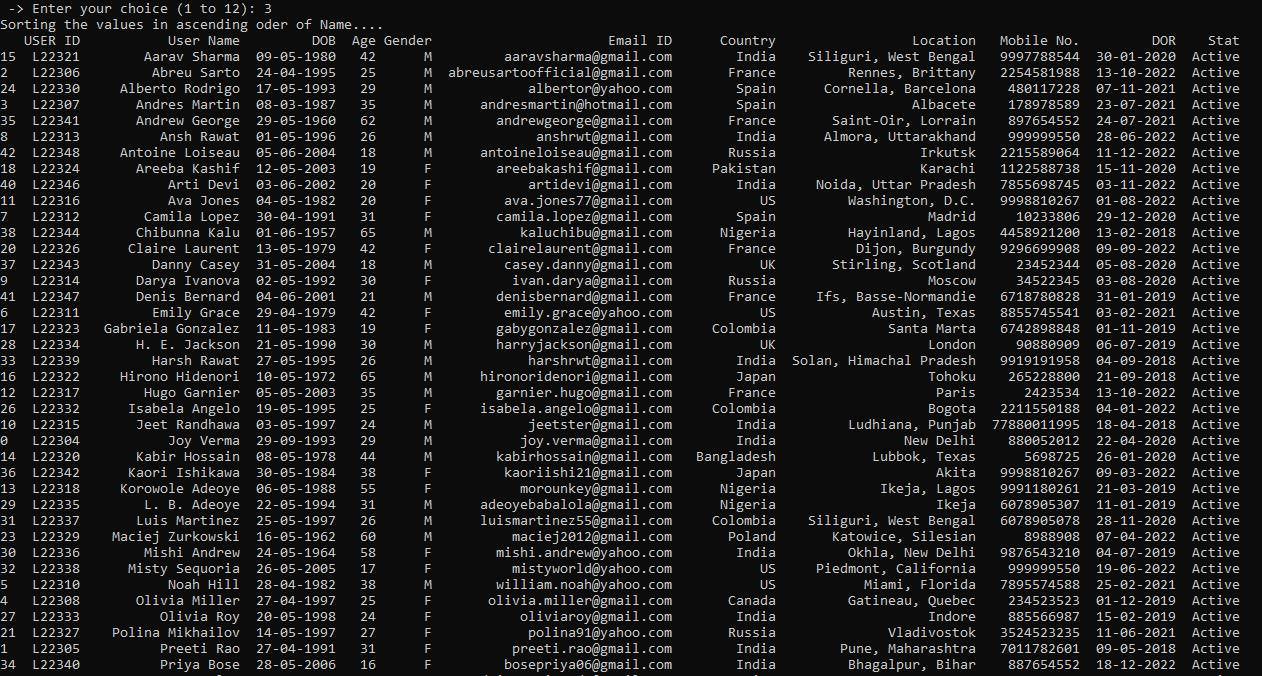 -> Enter your choice (1 to 12): 3
Sorting the values in ascending oder of Name....
USER ID User Name DOB Age Gender Email ID Country Location Mobile No. DOR Stat
15 L22321 Aarav Sharma 09-05-1980 42 M aaravsharma@gmail.com India Siliguri, West Bengal 9997788544 30-01-2020 Active
2 L22306 Abreu Sarto 24-04-1995 25 M abreusartoofficial@gmail.com France Rennes, Brittany 2254581988 13-10-2022 Active
24 L22330 Alberto Rodrigo 17-05-1993 29 M albertor@yahoo.com Spain Cornella, Barcelona 480117228 07-11-2021 Active
3 L22307 Andres Martin 08-03-1987 35 M andresmartin@hotmail.com Spain Albacete 178978589 23-07-2021 Active
35 L22341 Andrew George 29-05-1960 62 M andrewgeorge@gmail.com France Saint-Oir, Lorrain 897654552 24-07-2021 Active
8 L22313 Ansh Rawat 01-05-1996 26 M anshrwt@gmail.com India Almora, Uttarakhand 999999550 28-06-2022 Active
42 L22348 Antoine Loiseau 05-06-2004 18 M antoineloiseau@gmail.com Russia Irkutsk 2215589064 11-12-2022 Active
18 L22324 Areeba Kashif 12-05-2003 19 F areebakashif@gmail.com Pakistan Karachi 1122588738 15-11-2020 Active
40 L22346 Arti Devi 03-06-2002 20 F artidevi@gmail.com India Noida, Uttar Pradesh 7855698745 03-11-2022 Active
11 L22316 Ava Jones 04-05-1982 20 F ava.jones77@gmail.com US Washington, D.C. 9998810267 01-08-2022 Active
7 L22312 Camila Lopez 30-04-1991 31 F camila.lopez@gmail.com Spain Madrid 10233806 29-12-2020 Active
38 L22344 Chibunna Kalu 01-06-1957 65 M kaluchibu@gmail.com Nigeria Hayinland, Lagos 4458921200 13-02-2018 Active
20 L22326 Claire Laurent 13-05-1979 42 F clairelaurent@gmail.com France Dijon, Burgundy 9296699908 09-09-2022 Active
37 L22343 Danny Casey 31-05-2004 18 M casey.danny@gmail.com UK Stirling, Scotland 23452344 05-08-2020 Active
9 L22314 Darya Ivanova 02-05-1992 30 F ivan.darya@gmail.com Russia Moscow 34522345 03-08-2020 Active
41 L22347 Denis Bernard 04-06-2001 21 M denisbernard@gmail.com France Ifs, Basse-Normandie 6718780828 31-01-2019 Active
6 L22311 Emily Grace 29-04-1979 42 F emily.grace@yahoo.com US Austin, Texas 8855745541 03-02-2021 Active
17 L22323 Gabriela Gonzalez 11-05-1983 19 F gabygonzalez@gmail.com Colombia Santa Marta 6742898848 01-11-2019 Active
28 L22334 H. E. Jackson 21-05-1990 30 M harryjackson@gmail.com UK London 90880909 06-07-2019 Active
33 L22339 Harsh Rawat 27-05-1995 26 M harshrwt@gmail.com India Solan, Himachal Pradesh 9919191958 04-09-2018 Active
16 L22322 Hirono Hidenori 10-05-1972 65 M hironoridenori@gmail.com Japan Tohoku 265228800 21-09-2018 Active
12 L22317 Hugo Garnier 05-05-2003 35 M garnier.hugo@gmail.com France Paris 2423534 13-10-2022 Active
26 L22332 Isabela Angelo 19-05-1995 25 F isabela.angelo@gmail.com Colombia Bogota 2211550188 04-01-2022 Active
10 L22315 Jeet Randhawa 03-05-1997 24 M jeetster@gmail.com India Ludhiana, Punjab 77880011995 18-04-2018 Active
0 L22304 Joy Verma 29-09-1993 29 M joy.verma@gmail.com India New Delhi 880052012 22-04-2020 Active
14 L22320 Kabir Hossain 08-05-1978 44 M kabirhossain@gmail.com Bangladesh Lubbok, Texas 5698725 26-01-2020 Active
36 L22342 Kaori Ishikawa 30-05-1984 38 F kaoriishi21@gmail.com Japan Akita 9998810267 09-03-2022 Active
13 L22318 Korowole Adeoye 06-05-1988 55 F morounkey@gmail.com Nigeria Ikeja, Lagos 9991180261 21-03-2019 Active
29 L22335 L. B. Adeoye 22-05-1994 31 M adeoyebabalola@gmail.com Nigeria Ikeja 6078905307 11-01-2019 Active
31 L22337 Luis Martinez 25-05-1997 26 M luismartinez55@gmail.com Colombia Siliguri, West Bengal 6078905078 28-11-2020 Active
23 L22329 Maciej Zurkowski 16-05-1962 60 M maciej2012@gmail.com Poland Katowice, Silesian 8988908 07-04-2022 Active
30 L22336 Mishi Andrew 24-05-1964 58 F mishi.andrew@yahoo.com India Okhla, New Delhi 9876543210 04-07-2019 Active
32 L22338 Misty Sequoria 26-05-2005 17 F mistyworld@yahoo.com US Piedmont, California 999999550 19-06-2022 Active
5 L22310 Noah Hill 28-04-1982 38 M william.noah@yahoo.com US Miami, Florida 7895574588 25-02-2021 Active
4 L22308 Olivia Miller 27-04-1997 25 F olivia.miller@gmail.com Canada Gatineau, Quebec 234523523 01-12-2019 Active
27 L22333 Olivia Roy 20-05-1998 24 F oliviaroy@gmail.com India Indore 885566987 15-02-2019 Active
21 L22327 Polina Mikhailov 14-05-1997 27 F polina91@yahoo.com Russia Vladivostok 3524523235 11-06-2021 Active
1 L22305 Preeti Rao 27-04-1991 31 F preeti.rao@gmail.com India Pune, Maharashtra 7011782601 09-05-2018 Active
34 L22340 Priya Bose 28-05-2006 16 F bosepriya06@gmail.com India Bhagalpur, Bihar 887654552 18-12-2022 Active